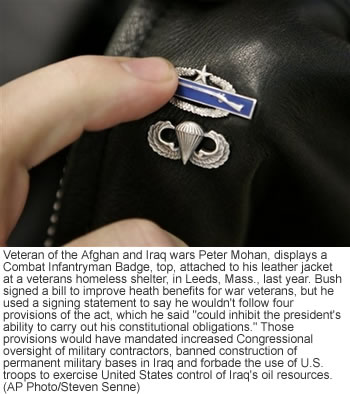 Veteran of the Afghan and Iraq wars Peter Mohan, displays a
Combat Infantryman Badge, top, attached to his leather jacket
at a veterans homeless shelter, in Leeds, Mass., last year. Bush
signed a bill to improve heath benefits for war veterans, but he
used a signing statement to say he wouldn't follow four
provisions of the act, which he said "could inhibit the president's
ability to carry out his constitutional obligations." Those
provisions would have mandated increased Congressional
oversight of military contractors, banned construction of
permanent military bases in Iraq and forbade the use of U.S.
troops to exercise United States control of Iraq's oil resources.
(AP Photo/Steven Senne)